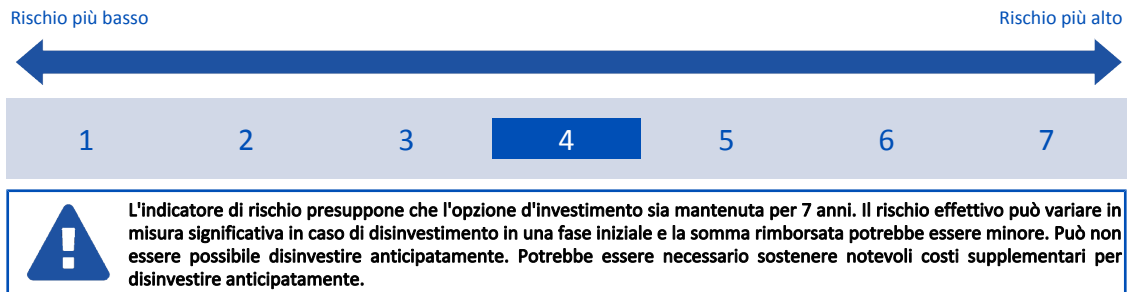 Rischio più basso Rischio più alto
1 2 3 4 5 6 7
L'indicatore di rischio presuppone che l'opzione d'investimento sia mantenuta per 7 anni. Il rischio effettivo può variare in
misura significativa in caso di disinvestimento in una fase iniziale e la somma rimborsata potrebbe essere minore. Può non
essere possibile disinvestire anticipatamente. Potrebbe essere necessario sostenere notevoli costi supplementari per
disinvestire anticipatamente.